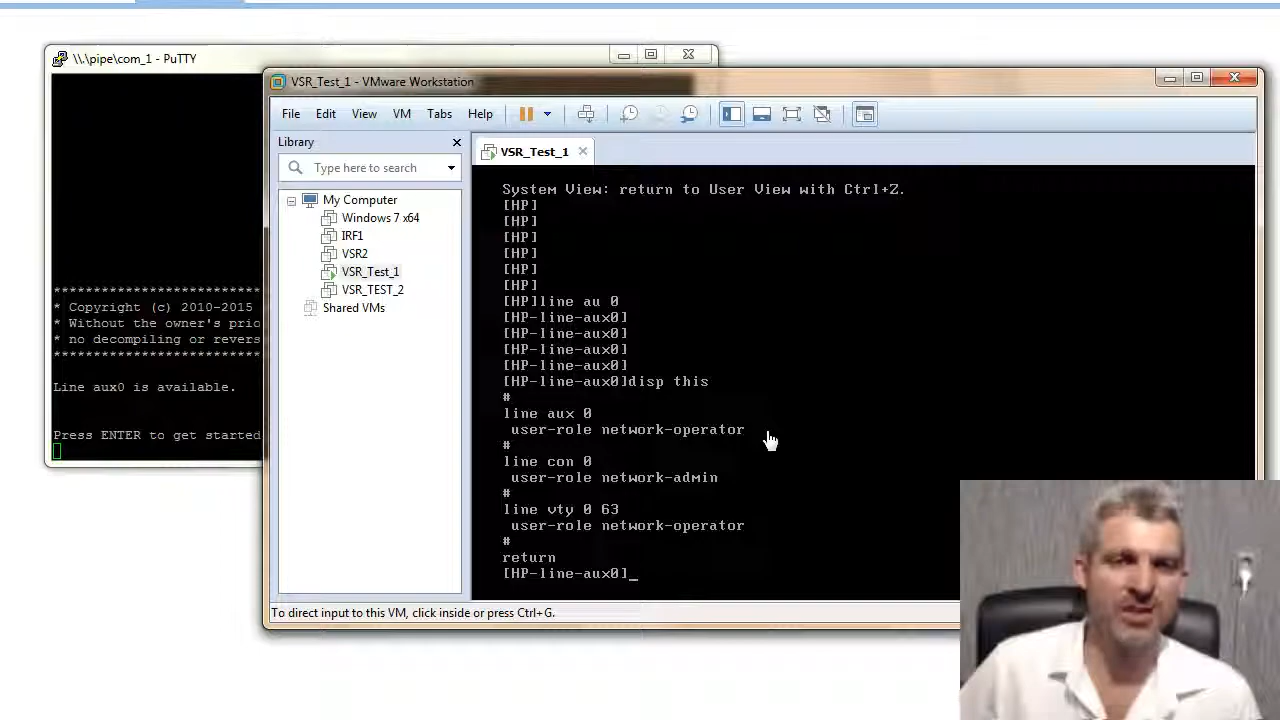 \\.\pipe\com_1 - PuTTY
VSR_Test_1 - VMware Workstation
File Edit View VM Tabs Help
Library
VSR_Test_1
Type here to search
My Computer
Windows 7 x64
IRF1
VSR2
VSR_Test_1
VSR_TEST_2
Shared VMs
System View: return to User View with Ctrl+Z.
[HP]
[HP]
[HP]
[HP]
[HP]
[HP]
[HP]line au 0
[HP-line-aux0]
[HP-line-aux0]
[HP-line-aux0]
[HP-line-aux0]
[HP-line-aux0]disp this
#
line aux 0
user-role network-operator
#
line con 0
user-role network-admin
#
line vty 0 63
user-role network-operator
#
return
[HP-line-aux0]_
**************************
* Copyright (c) 2010-2015
* Without the owner's prio
* no decompiling or revers
**************************
Line aux0 is available.
Press ENTER to get started
To direct input to this VM, click inside or press Ctrl+G.